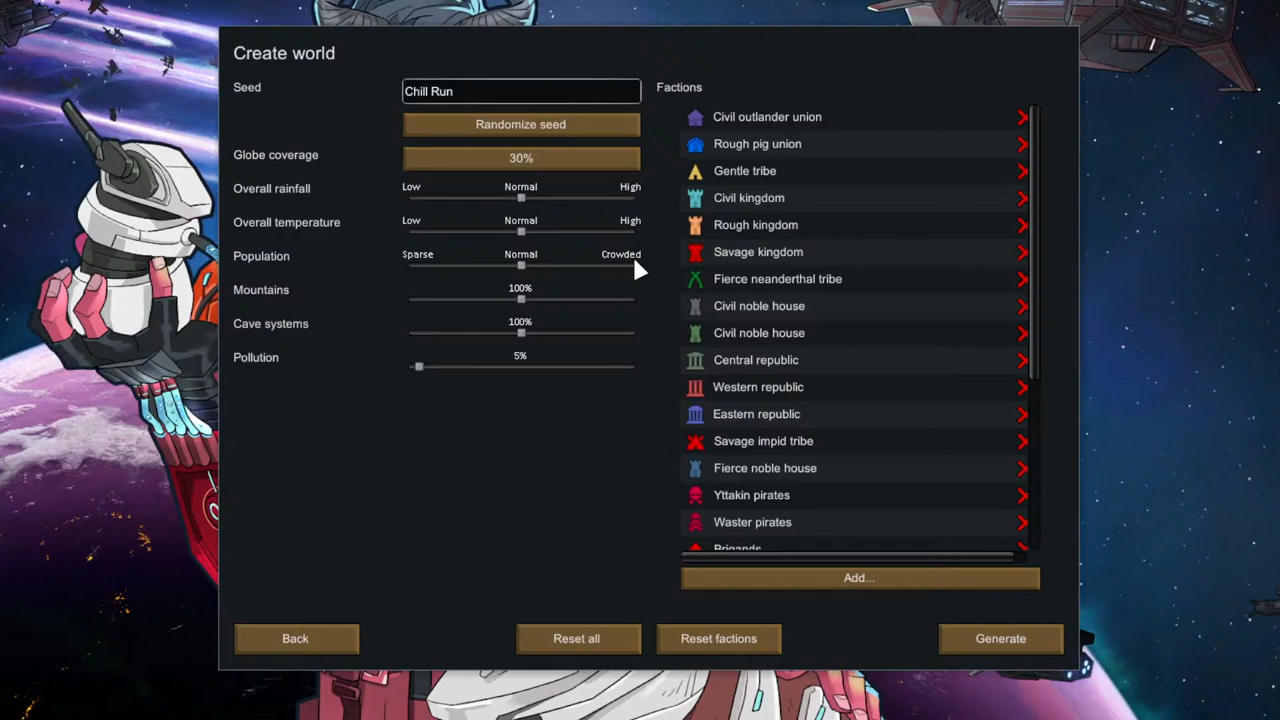 Create world
Seed
Chill Run
Randomize seed
Globe coverage
30%
Overall rainfall
Low Normal High
Overall temperature
Low Normal High
Population
Sparse Normal Crowded
Mountains
100%
Cave systems
100%
Pollution
5%
Factions
Civil outlander union
Rough pig union
Gentle tribe
Civil kingdom
Rough kingdom
Savage kingdom
Fierce neanderthal tribe
Civil noble house
Civil noble house
Central republic
Western republic
Eastern republic
Savage impid tribe
Fierce noble house
Yttakin pirates
Waster pirates
Brigands
Add...
Back
Reset all
Reset factions
Generate